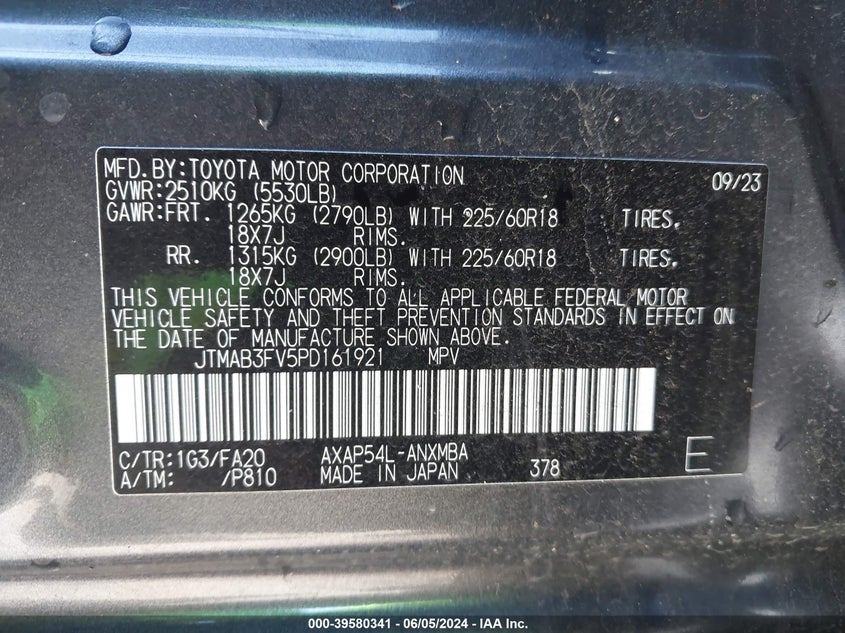 MFD.BY:TOYOTA MOTOR CORPORATION 09/23
GVWR:2510KG (5530LB)
GAWR:FRT. 1265KG (2790LB) WITH 225/60R18 TIRES.
18X7J RIMS.
RR. 1315KG (2900LB) WITH 225/60R18 TIRES.
18X7J RIMS.
THIS VEHICLE CONFORMS TO ALL APPLICABLE FEDERAL MOTOR
VEHICLE SAFETY AND THEFT PREVENTION STANDARDS IN EFFECT ON
THE DATE OF MANUFACTURE SHOWN ABOVE.
JTMAB3FV5PD161921 MPV
C/TR:1G3/FA20 AXAP54L-ANXMBA
A/TM: /P810 MADE IN JAPAN 378 E
000-39580341 - 06/05/2024 - IAA Inc.